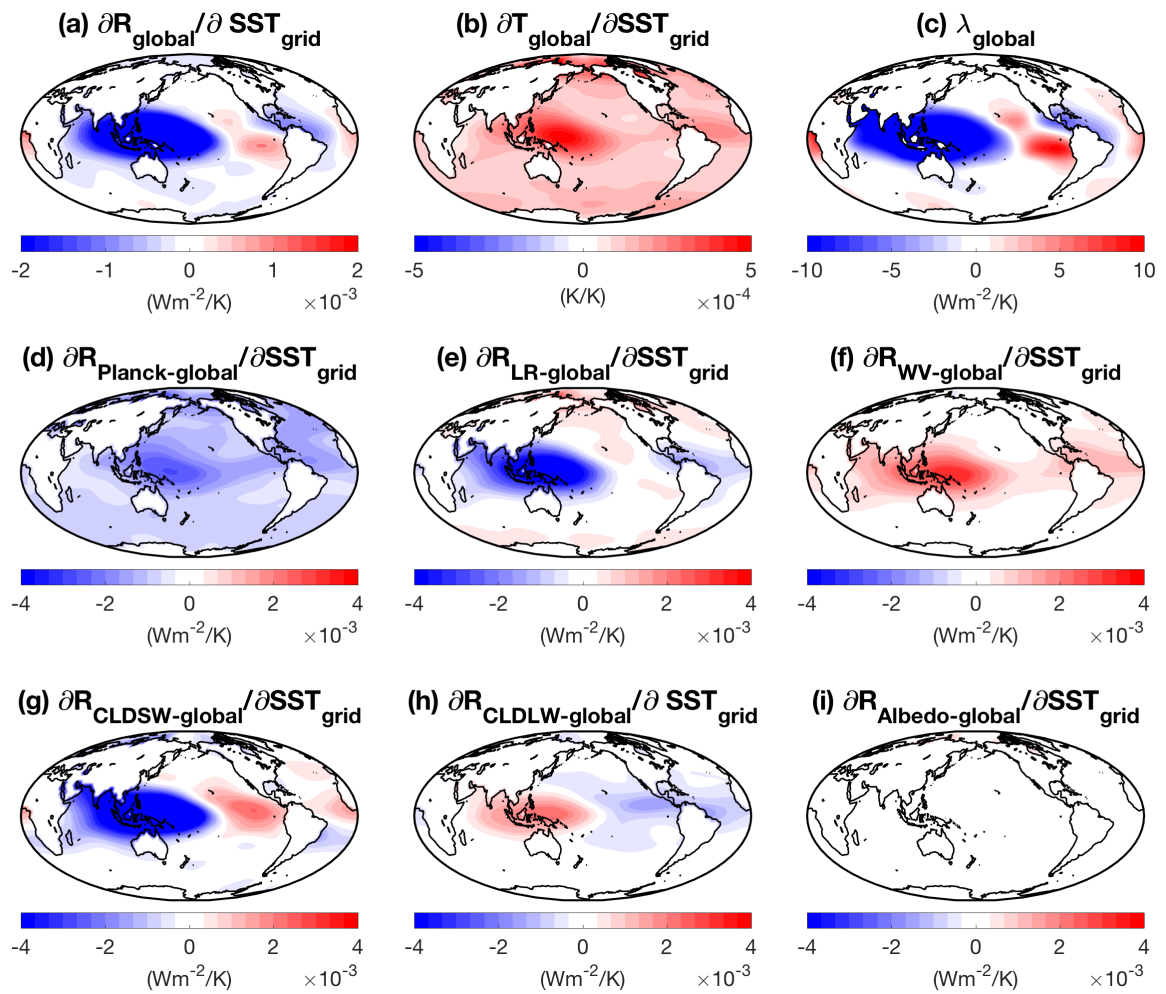 (a) ∂R_global/∂ SST_grid (b) ∂T_global/∂SST_grid (c) λ_global
-2 -1 0 1 2 -5 0 5 -10 -5 0 5 10
(Wm^-2/K) ×10^-3 (K/K) ×10^-4 (Wm^-2/K)
(d) ∂R_Planck-global/∂SST_grid (e) ∂R_LR-global/∂SST_grid (f) ∂R_WV-global/∂SST_grid
-4 -2 0 2 4 -4 -2 0 2 4 -4 -2 0 2 4
(Wm^-2/K) ×10^-3 (Wm^-2/K) ×10^-3 (Wm^-2/K) ×10^-3
(g) ∂R_CLDSW-global/∂SST_grid (h) ∂R_CLDLW-global/∂ SST_grid (i) ∂R_Albedo-global/∂SST_grid
-4 -2 0 2 4 -4 -2 0 2 4 -4 -2 0 2 4
(Wm^-2/K) ×10^-3 (Wm^-2/K) ×10^-3 (Wm^-2/K) ×10^-3